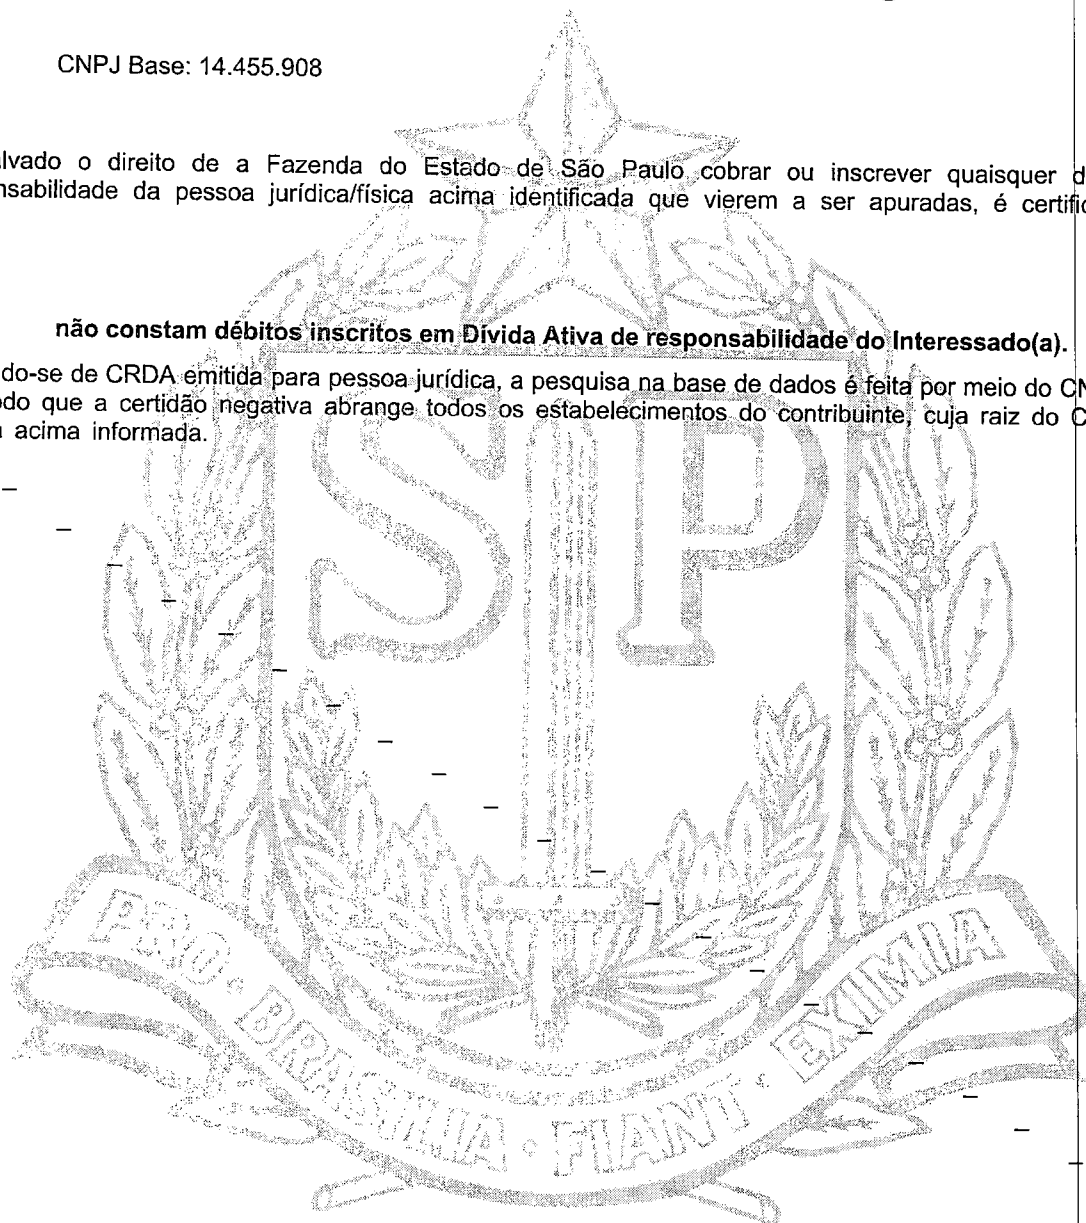 CNPJ Base: 14.455.908
lvado o direito de a Fazenda do Estado de São Paulo cobrar ou inscrever quaisquer d
nsabilidade da pessoa jurídica/física acima identificada que vierem a ser apuradas, é certific
não constam débitos inscritos em Dívida Ativa de responsabilidade do Interessado(a).
do-se de CRDA emitida para pessoa jurídica, a pesquisa na base de dados é feita por meio do CN
odo que a certidão negativa abrange todos os estabelecimentos do contribuinte, cuja raiz do C
a acima informada.
SP
PRO · BRASILIA · FIANT · EXIMIA